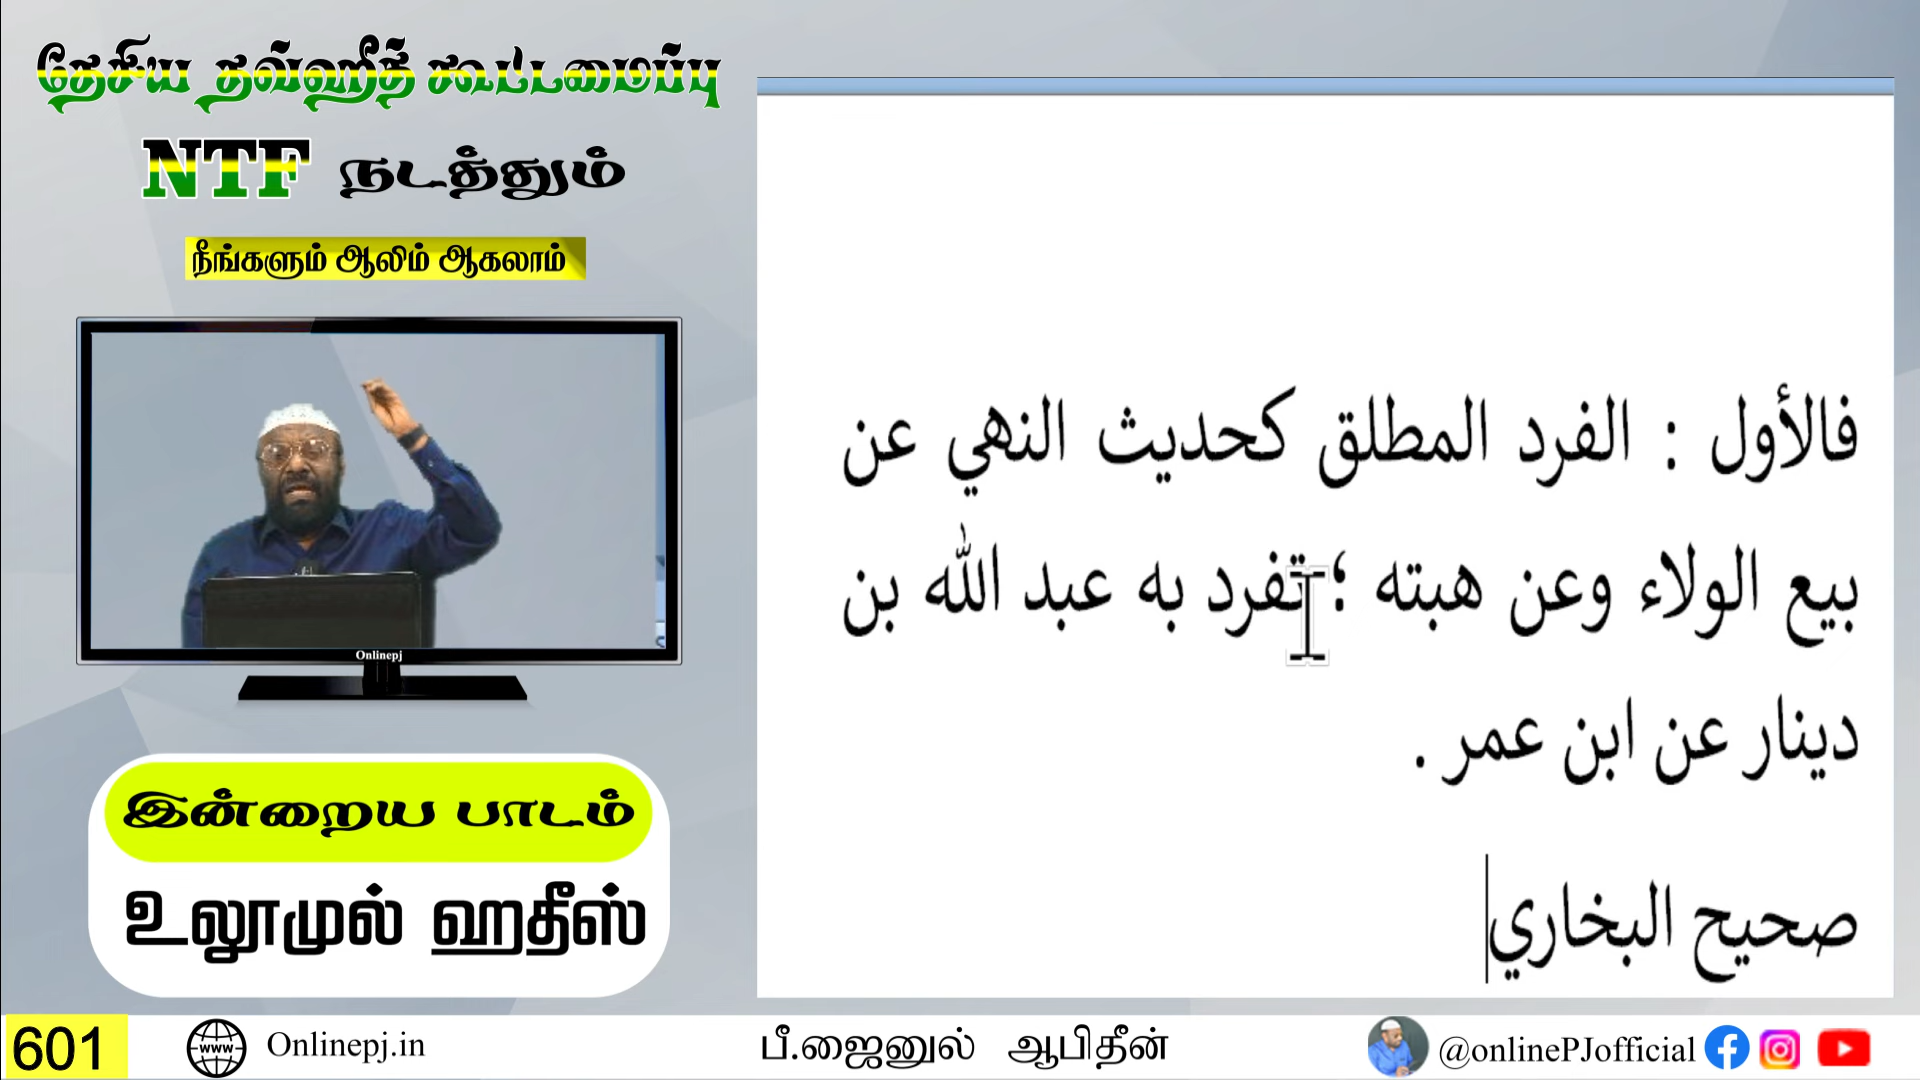 தேசிய தவ்ஹீத் கூட்டமைப்பு
NTF நடத்தும்
நீங்களும் ஆலிம் ஆகலாம்
Onlinepj
இன்றைய பாடம்
உலூமுல் ஹதீஸ்
فالأول : الفرد المطلق كحديث النهي عن
بيع الولاء وعن هبته ؛ تفرد به عبد الله بن
دينار عن ابن عمر .
صحيح البخاري
601
www
Onlinepj.in
பீ.ஜைனுல் ஆபிதீன்
@onlinePJofficial